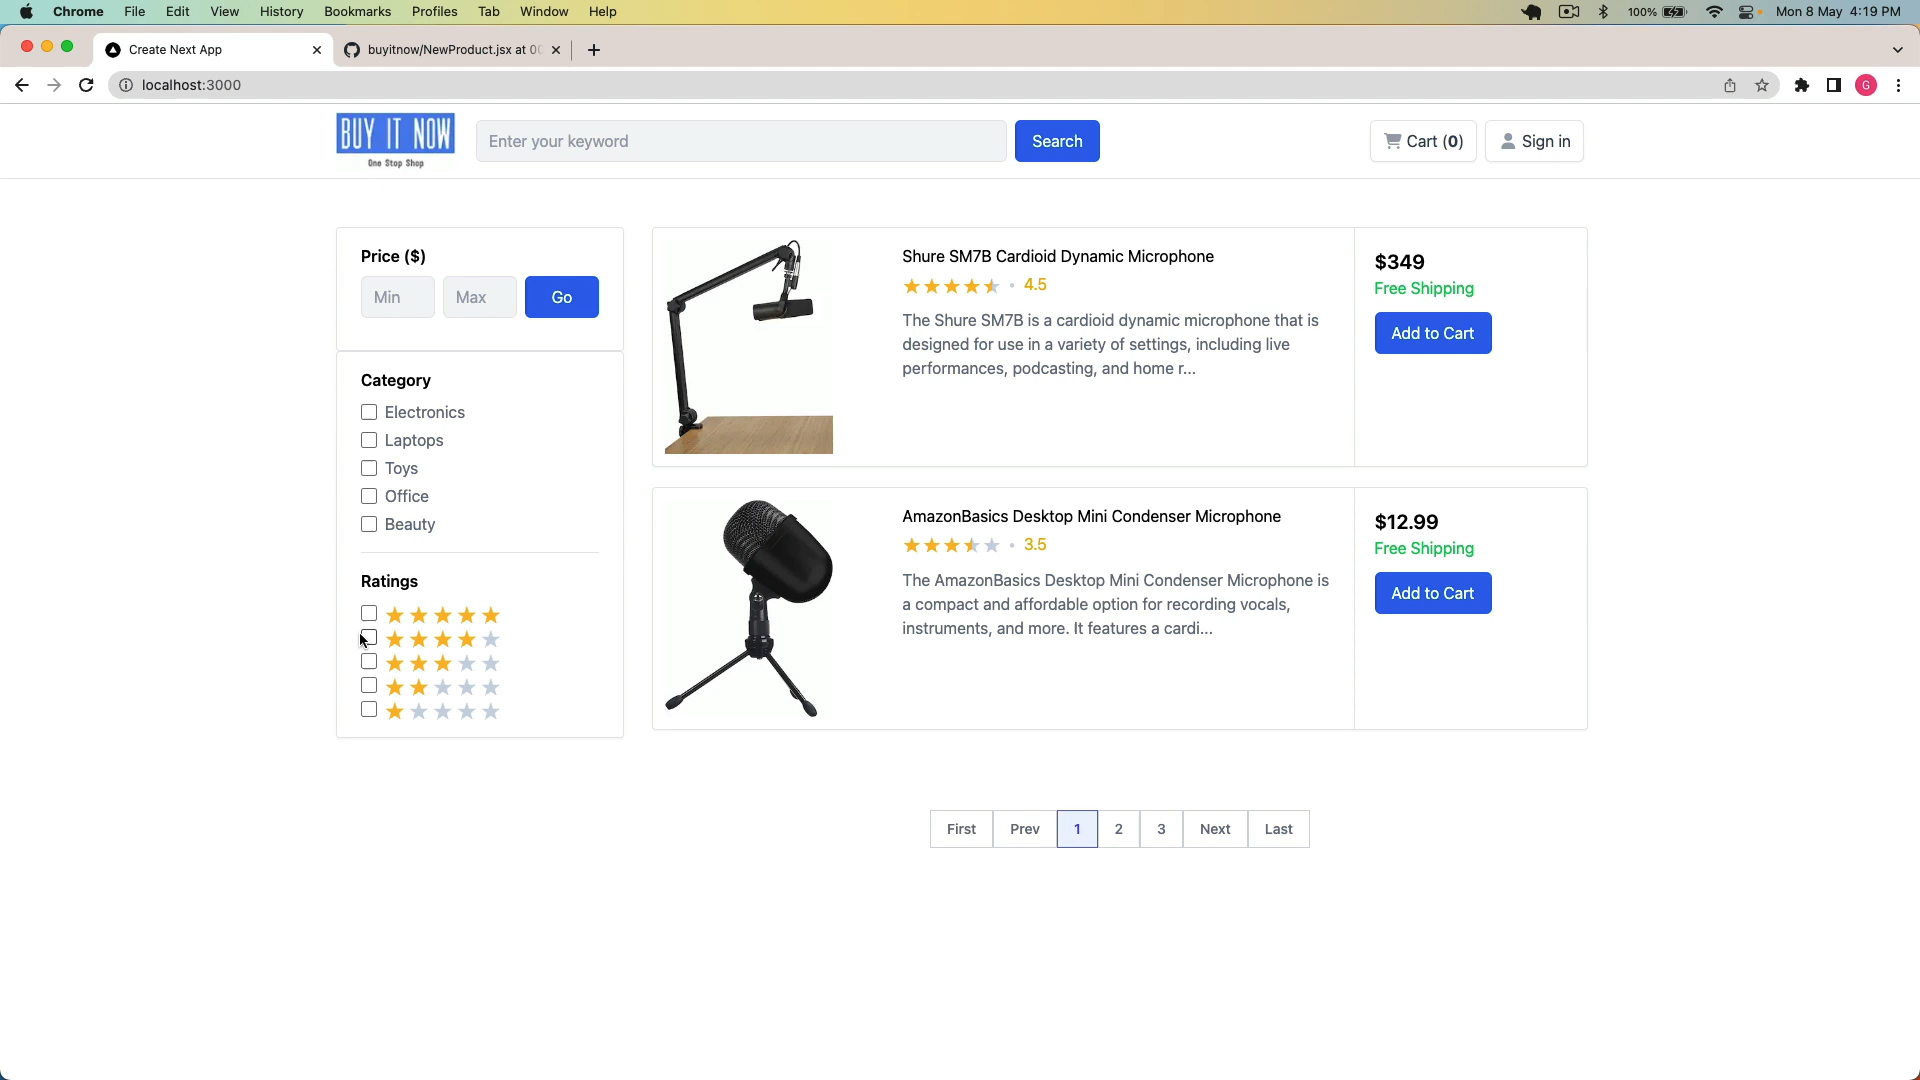 Chrome File Edit View History Bookmarks Profiles Tab Window Help 100% Mon 8 May 4:19 PM
Create Next App buyitnow/NewProduct.jsx at
localhost:3000 G
BUY IT NOW
One Stop Shop
Enter your keyword
Search
Cart (0)
Sign in
Price ($)
Min Max Go
Category
Electronics
Laptops
Toys
Office
Beauty
Ratings
Shure SM7B Cardioid Dynamic Microphone
4.5
The Shure SM7B is a cardioid dynamic microphone that is
designed for use in a variety of settings, including live
performances, podcasting, and home r...
$349
Free Shipping
Add to Cart
AmazonBasics Desktop Mini Condenser Microphone
3.5
The AmazonBasics Desktop Mini Condenser Microphone is
a compact and affordable option for recording vocals,
instruments, and more. It features a cardi...
$12.99
Free Shipping
Add to Cart
First Prev 1 2 3 Next Last